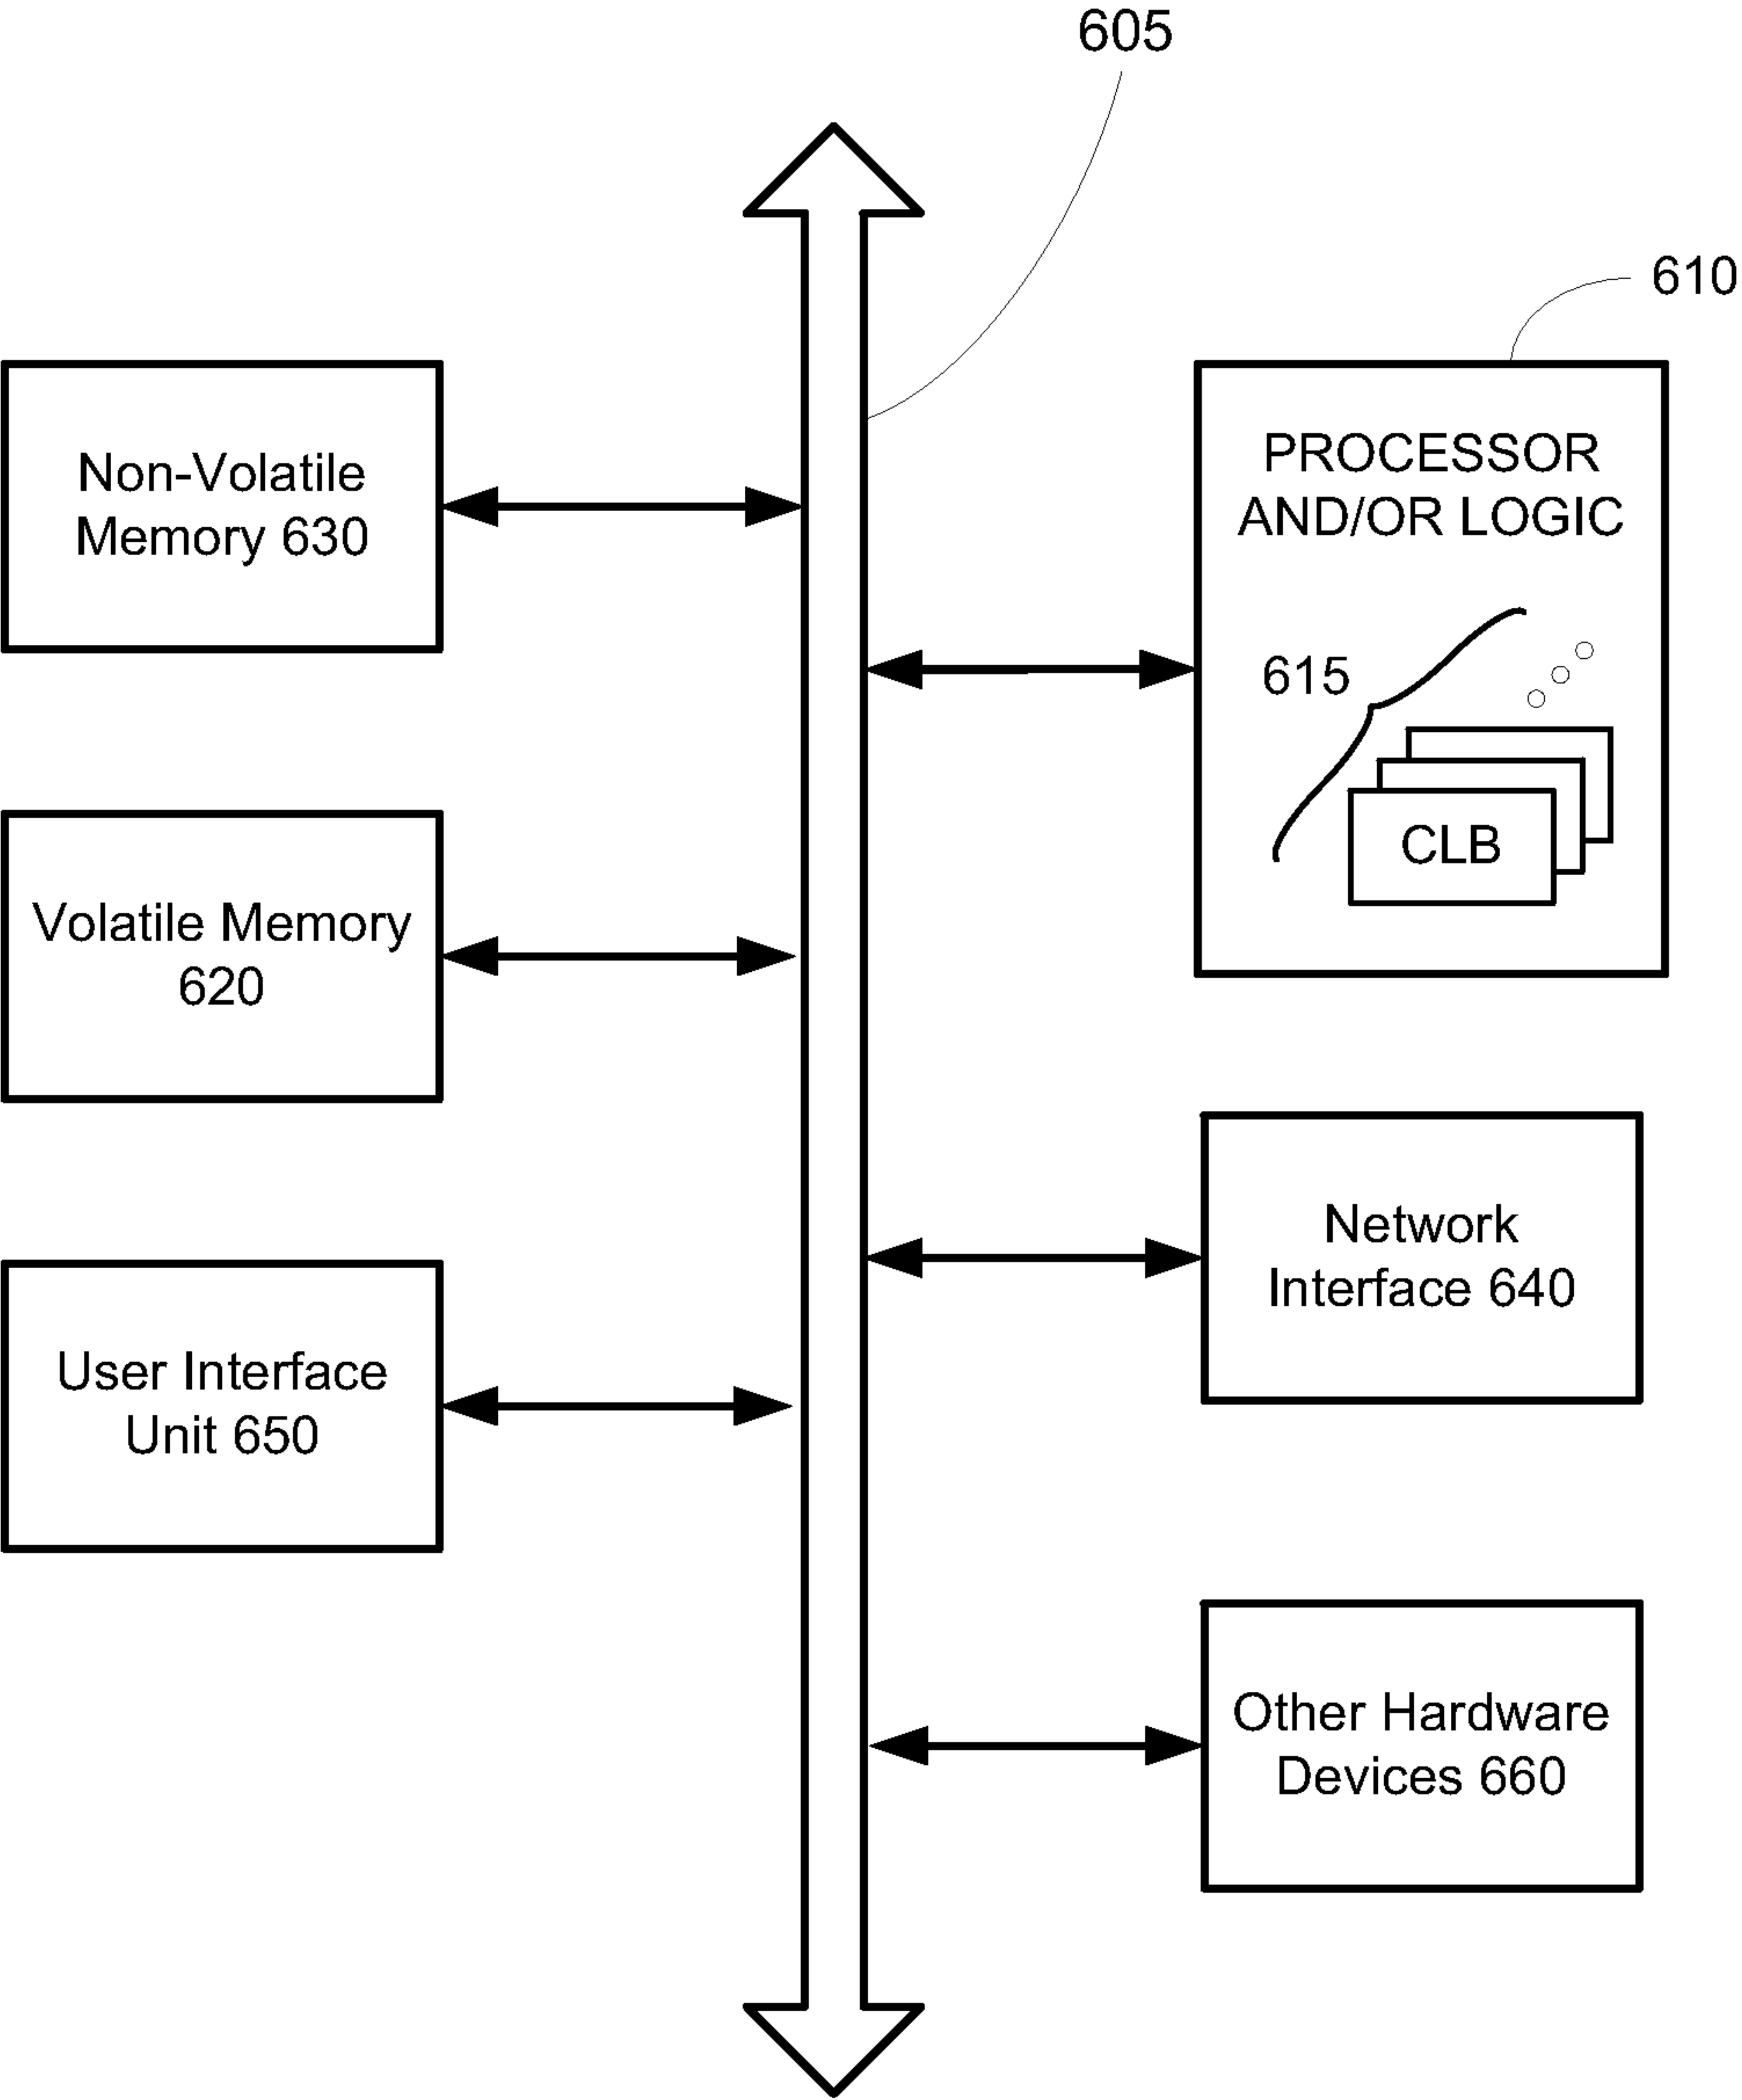 605
610
Non-Volatile
Memory 630
PROCESSOR
AND/OR LOGIC
615
CLB
Volatile Memory
620
Network
Interface 640
User Interface
Unit 650
Other Hardware
Devices 660